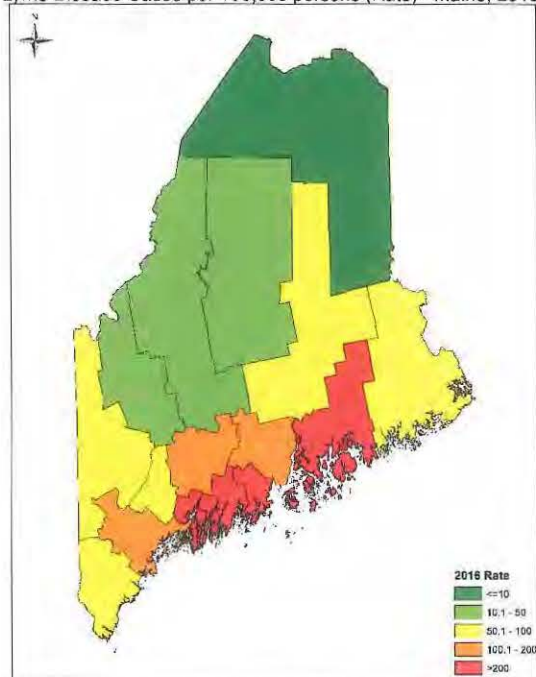 Lyme Disease Cases per 100,000 persons (Rate) - Maine, 2016
N
2016 Rate
<=10
10.1 - 50
50.1 - 100
100.1 - 200
>200